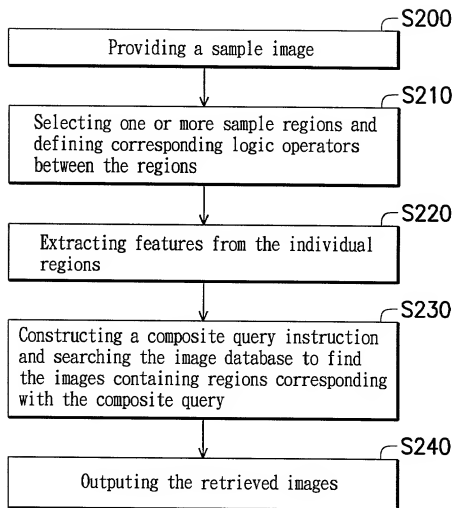 S200
Providing a sample image
S210
Selecting one or more sample regions and
defining corresponding logic operators
between the regions
S220
Extracting features from the individual
regions
S230
Constructing a composite query instruction
and searching the image database to find
the images containing regions corresponding
with the composite query
S240
Outputing the retrieved images